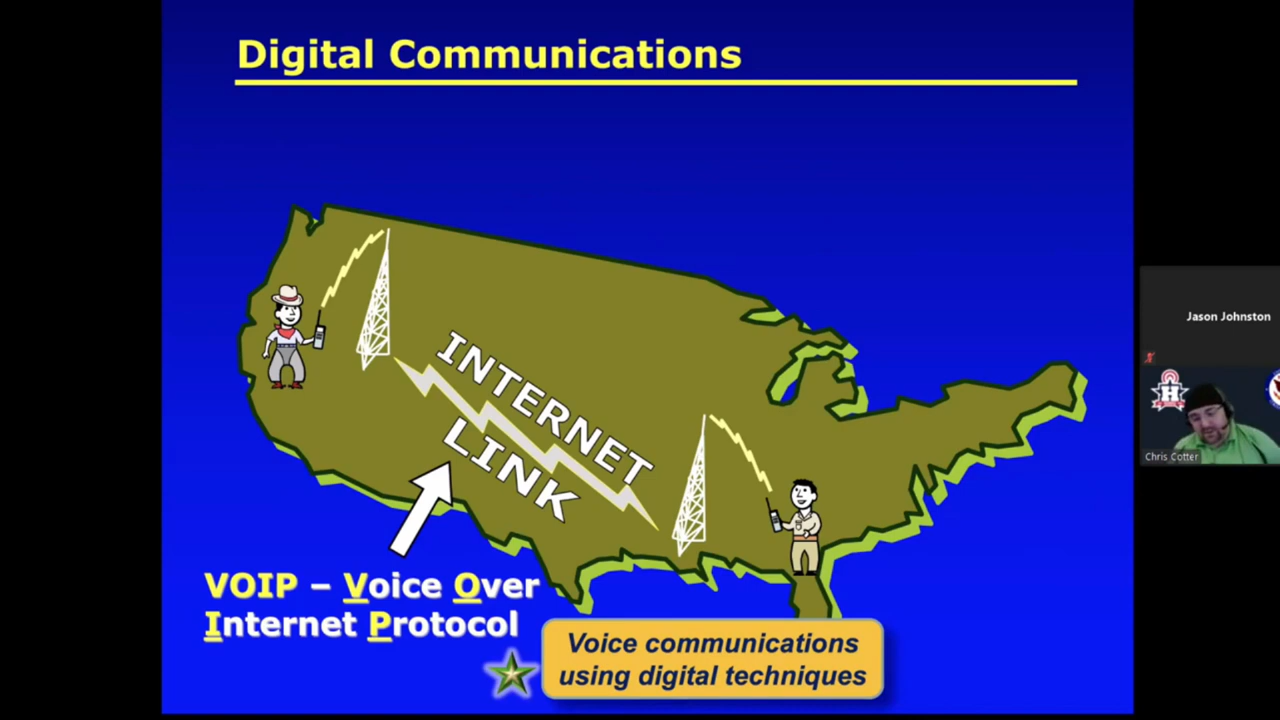 Digital Communications
INTERNET
LINK
VOIP – Voice Over
Internet Protocol
Voice communications
using digital techniques
Jason Johnston
H
Chris Cotter